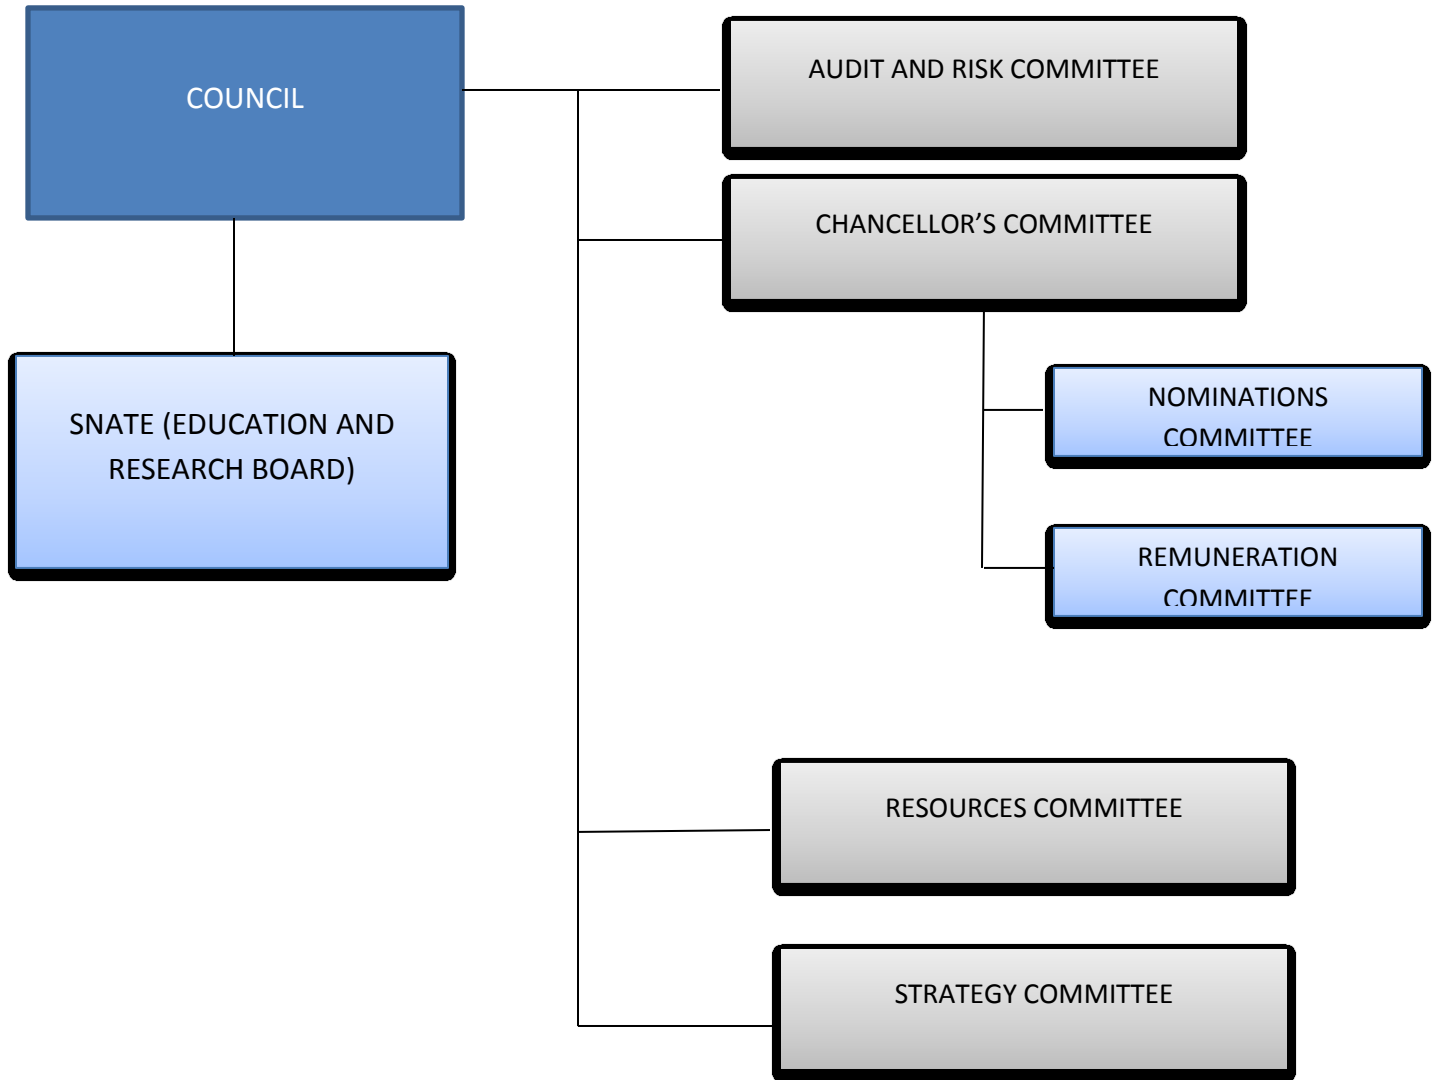 COUNCIL
AUDIT AND RISK COMMITTEE
CHANCELLOR’S COMMITTEE
SNATE (EDUCATION AND
RESEARCH BOARD)
NOMINATIONS
COMMITTEE
REMUNERATION
COMMITTEE
RESOURCES COMMITTEE
STRATEGY COMMITTEE